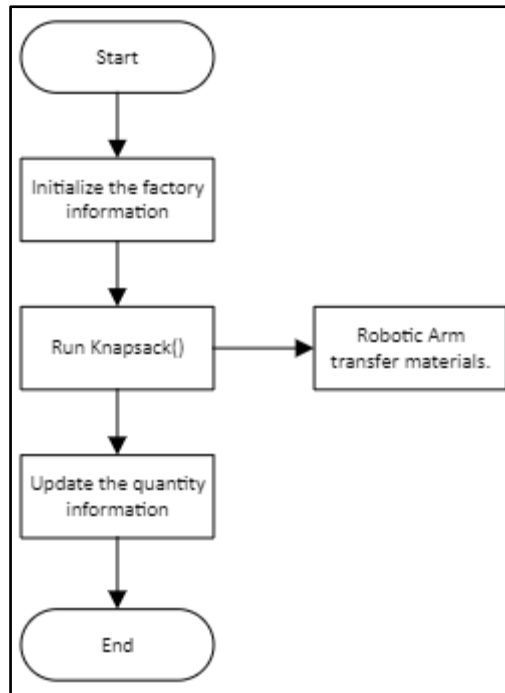 Start
Initialize the factory
information
Run Knapsack()
Robotic Arm
transfer materials.
Update the quantity
information
End